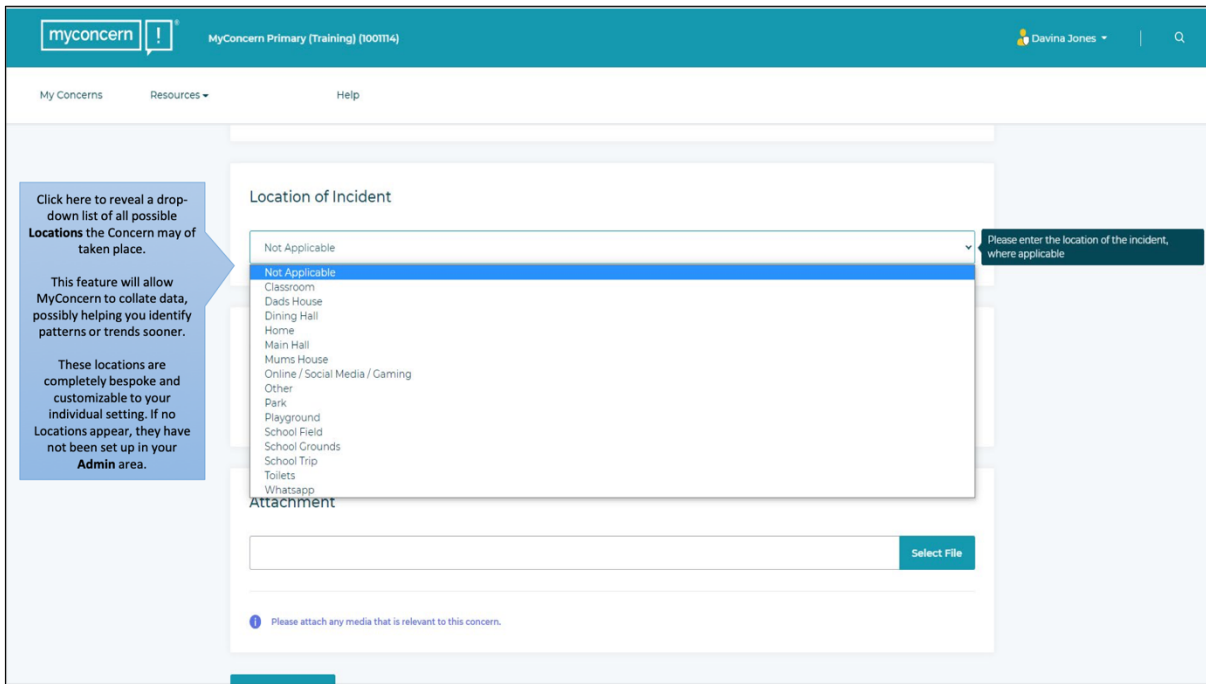 myconcern ! ®
MyConcern Primary (Training) (1001114)
Davina Jones
My Concerns
Resources
Help
Click here to reveal a drop-
down list of all possible
Locations the Concern may of
taken place.
This feature will allow
MyConcern to collate data,
possibly helping you identify
patterns or trends sooner.
These locations are
completely bespoke and
customizable to your
individual setting. If no
Locations appear, they have
not been set up in your
Admin area.
Location of Incident
Not Applicable
Please enter the location of the incident,
where applicable
Not Applicable
Classroom
Dads House
Dining Hall
Home
Main Hall
Mums House
Online / Social Media / Gaming
Other
Park
Playground
School Field
School Grounds
School Trip
Toilets
Whatsapp
Attachment
Select File
i Please attach any media that is relevant to this concern.